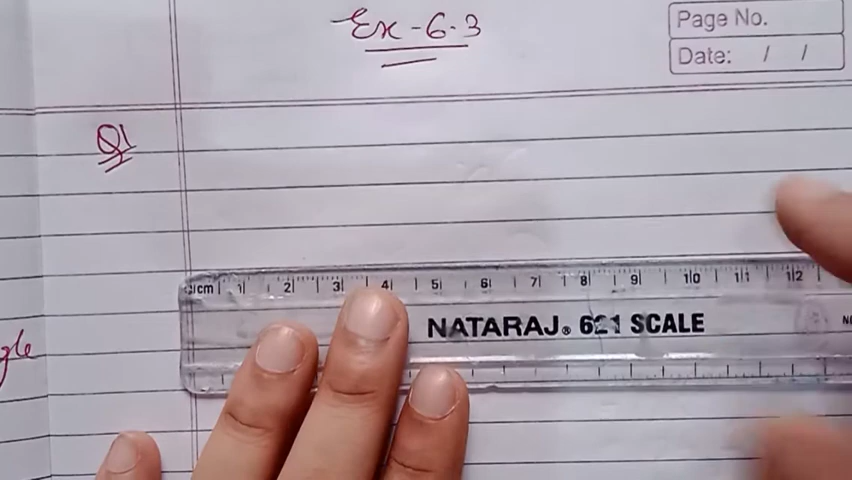 Ex-6.3
Page No.
Date: / /
Q1
cm 1 2 3 4 5 6 7 8 9 10 11 12
NATARAJ® 621 SCALE